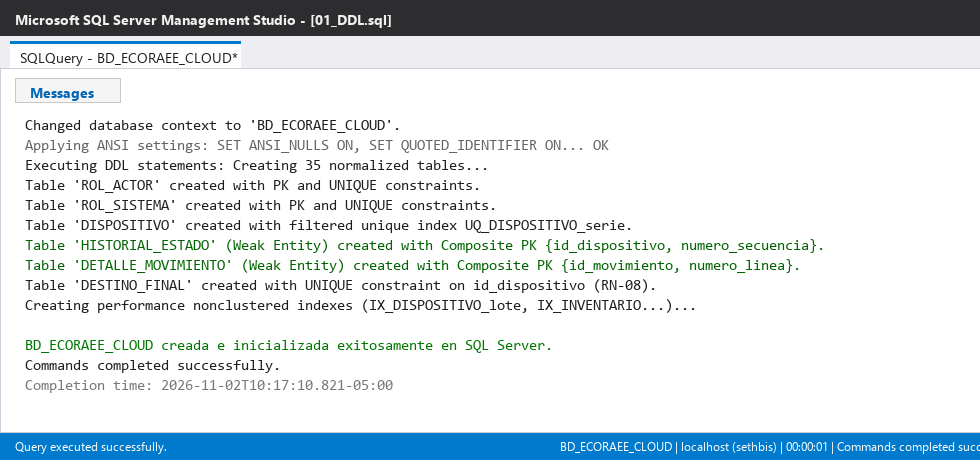 Microsoft SQL Server Management Studio - [01_DDL.sql]
SQLQuery - BD_ECORAEE_CLOUD*
Messages
Changed database context to 'BD_ECORAEE_CLOUD'.
Applying ANSI settings: SET ANSI_NULLS ON, SET QUOTED_IDENTIFIER ON... OK
Executing DDL statements: Creating 35 normalized tables...
Table 'ROL_ACTOR' created with PK and UNIQUE constraints.
Table 'ROL_SISTEMA' created with PK and UNIQUE constraints.
Table 'DISPOSITIVO' created with filtered unique index UQ_DISPOSITIVO_serie.
Table 'HISTORIAL_ESTADO' (Weak Entity) created with Composite PK {id_dispositivo, numero_secuencia}.
Table 'DETALLE_MOVIMIENTO' (Weak Entity) created with Composite PK {id_movimiento, numero_linea}.
Table 'DESTINO_FINAL' created with UNIQUE constraint on id_dispositivo (RN-08).
Creating performance nonclustered indexes (IX_DISPOSITIVO_lote, IX_INVENTARIO...)...
BD_ECORAEE_CLOUD creada e inicializada exitosamente en SQL Server.
Commands completed successfully.
Completion time: 2026-11-02T10:17:10.821-05:00
Query executed successfully.
BD_ECORAEE_CLOUD | localhost (sethbis) | 00:00:01 | Commands completed succ